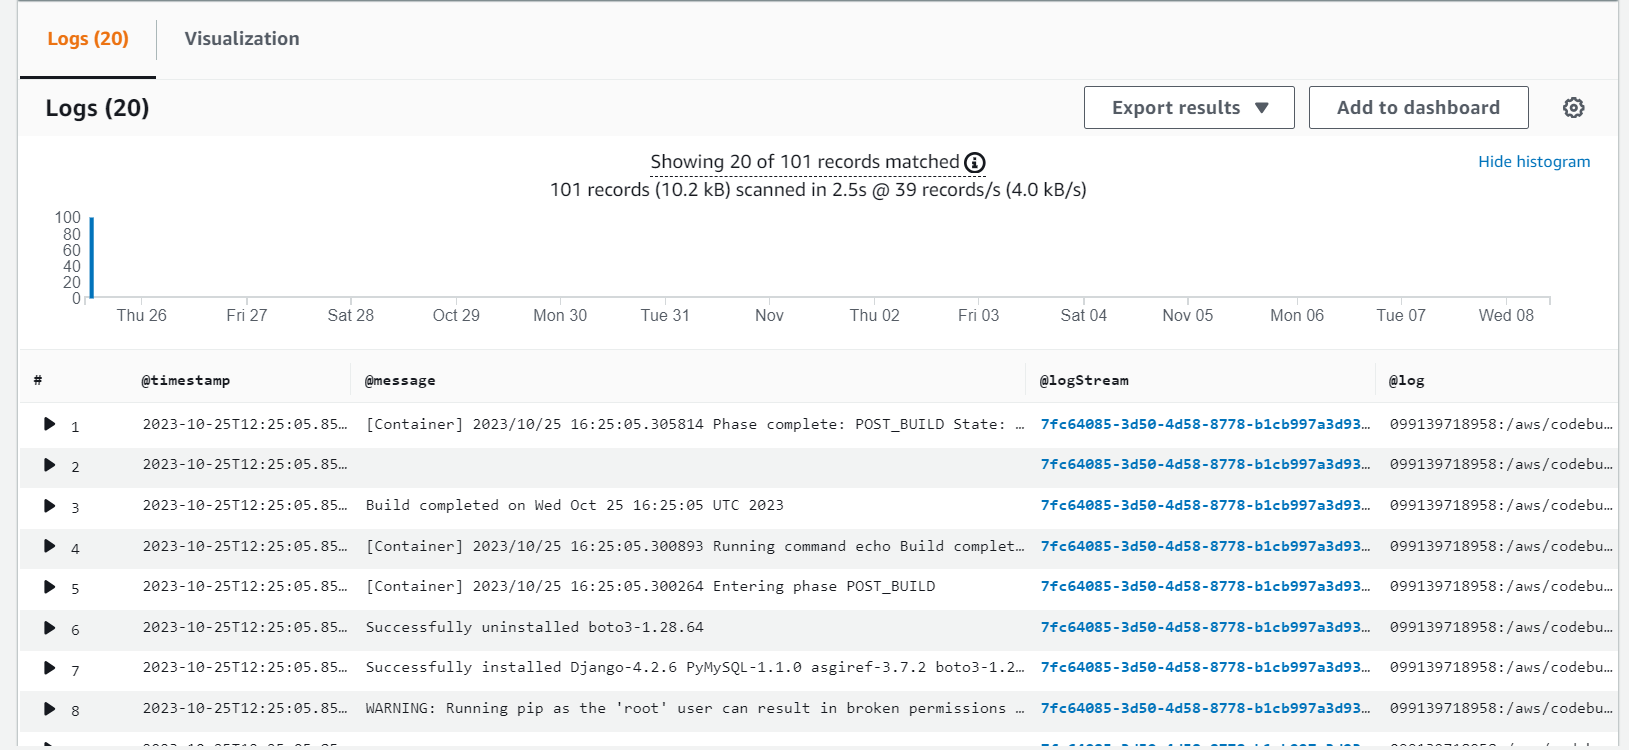 Logs (20) Visualization
Logs (20) Export results ▼ Add to dashboard
Showing 20 of 101 records matched
Hide histogram
101 records (10.2 kB) scanned in 2.5s @ 39 records/s (4.0 kB/s)
100
80
60
40
20
0
Thu 26 Fri 27 Sat 28 Oct 29 Mon 30 Tue 31 Nov Thu 02 Fri 03 Sat 04 Nov 05 Mon 06 Tue 07 Wed 08
# @timestamp @message @logStream @log
1 2023-10-25T12:25:05.85… [Container] 2023/10/25 16:25:05.305814 Phase complete: POST_BUILD State: … 7fc64085-3d50-4d58-8778-b1cb997a3d93… 099139718958:/aws/codebu…
2 2023-10-25T12:25:05.85… 7fc64085-3d50-4d58-8778-b1cb997a3d93… 099139718958:/aws/codebu…
3 2023-10-25T12:25:05.85… Build completed on Wed Oct 25 16:25:05 UTC 2023 7fc64085-3d50-4d58-8778-b1cb997a3d93… 099139718958:/aws/codebu…
4 2023-10-25T12:25:05.85… [Container] 2023/10/25 16:25:05.300893 Running command echo Build complet… 7fc64085-3d50-4d58-8778-b1cb997a3d93… 099139718958:/aws/codebu…
5 2023-10-25T12:25:05.85… [Container] 2023/10/25 16:25:05.300264 Entering phase POST_BUILD 7fc64085-3d50-4d58-8778-b1cb997a3d93… 099139718958:/aws/codebu…
6 2023-10-25T12:25:05.85… Successfully uninstalled boto3-1.28.64 7fc64085-3d50-4d58-8778-b1cb997a3d93… 099139718958:/aws/codebu…
7 2023-10-25T12:25:05.85… Successfully installed Django-4.2.6 PyMySQL-1.1.0 asgiref-3.7.2 boto3-1.2… 7fc64085-3d50-4d58-8778-b1cb997a3d93… 099139718958:/aws/codebu…
8 2023-10-25T12:25:05.85… WARNING: Running pip as the 'root' user can result in broken permissions … 7fc64085-3d50-4d58-8778-b1cb997a3d93… 099139718958:/aws/codebu…